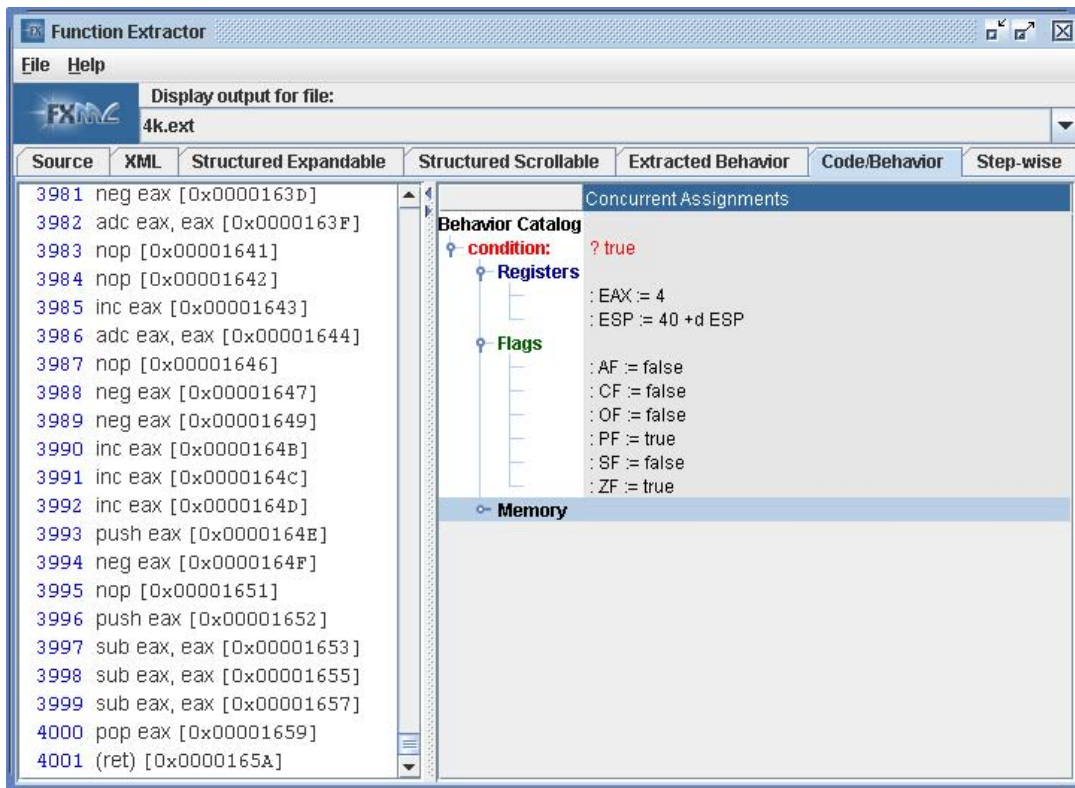 Function Extractor
File Help
FX
Display output for file:
4k.ext
Source XML Structured Expandable Structured Scrollable Extracted Behavior Code/Behavior Step-wise
3981 neg eax [0x0000163D]
3982 adc eax, eax [0x0000163F]
3983 nop [0x00001641]
3984 nop [0x00001642]
3985 inc eax [0x00001643]
3986 adc eax, eax [0x00001644]
3987 nop [0x00001646]
3988 neg eax [0x00001647]
3989 neg eax [0x00001649]
3990 inc eax [0x0000164B]
3991 inc eax [0x0000164C]
3992 inc eax [0x0000164D]
3993 push eax [0x0000164E]
3994 neg eax [0x0000164F]
3995 nop [0x00001651]
3996 push eax [0x00001652]
3997 sub eax, eax [0x00001653]
3998 sub eax, eax [0x00001655]
3999 sub eax, eax [0x00001657]
4000 pop eax [0x00001659]
4001 (ret) [0x0000165A]
Concurrent Assignments
Behavior Catalog
condition: ? true
Registers
: EAX := 4
: ESP := 40 +d ESP
Flags
: AF := false
: CF := false
: OF := false
: PF := true
: SF := false
: ZF := true
Memory